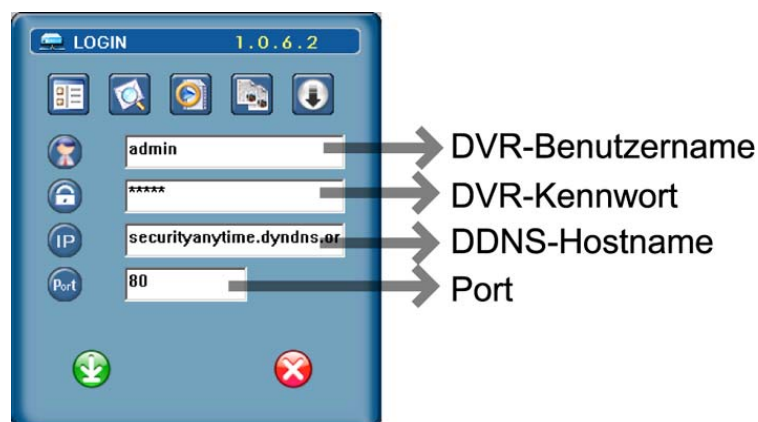 LOGIN 1.0.6.2
admin DVR-Benutzername
***** DVR-Kennwort
IP securityanytime.dyndns.or DDNS-Hostname
Port 80 Port